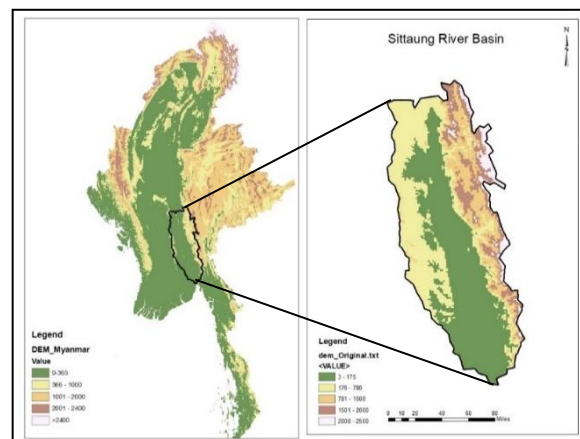 Legend
DEM_Myanmar
Value
0-365
366 - 1000
1001 - 2000
2001 - 2400
>2400
Sittaung River Basin
N
Legend
dem_Original.txt
<VALUE>
3 - 175
176 - 780
781 - 1500
1501 - 2000
2000 - 2500
0 10 20 40 60 80
Miles